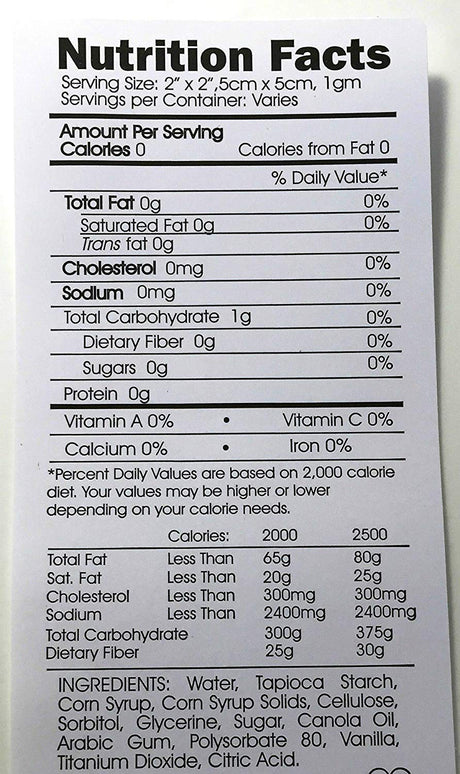 Nutrition Facts
Serving Size: 2" x 2",5cm x 5cm, 1gm
Servings per Container: Varies
Amount Per Serving
Calories 0 Calories from Fat 0
% Daily Value*
Total Fat 0g 0%
Saturated Fat 0g 0%
Trans fat 0g
Cholesterol 0mg 0%
Sodium 0mg 0%
Total Carbohydrate 1g 0%
Dietary Fiber 0g 0%
Sugars 0g 0%
Protein 0g
Vitamin A 0% • Vitamin C 0%
Calcium 0% • Iron 0%
*Percent Daily Values are based on 2,000 calorie
diet. Your values may be higher or lower
depending on your calorie needs.
Calories: 2000 2500
Total Fat Less Than 65g 80g
Sat. Fat Less Than 20g 25g
Cholesterol Less Than 300mg 300mg
Sodium Less Than 2400mg 2400mg
Total Carbohydrate 300g 375g
Dietary Fiber 25g 30g
INGREDIENTS: Water, Tapioca Starch,
Corn Syrup, Corn Syrup Solids, Cellulose,
Sorbitol, Glycerine, Sugar, Canola Oil,
Arabic Gum, Polysorbate 80, Vanilla,
Titanium Dioxide, Citric Acid.